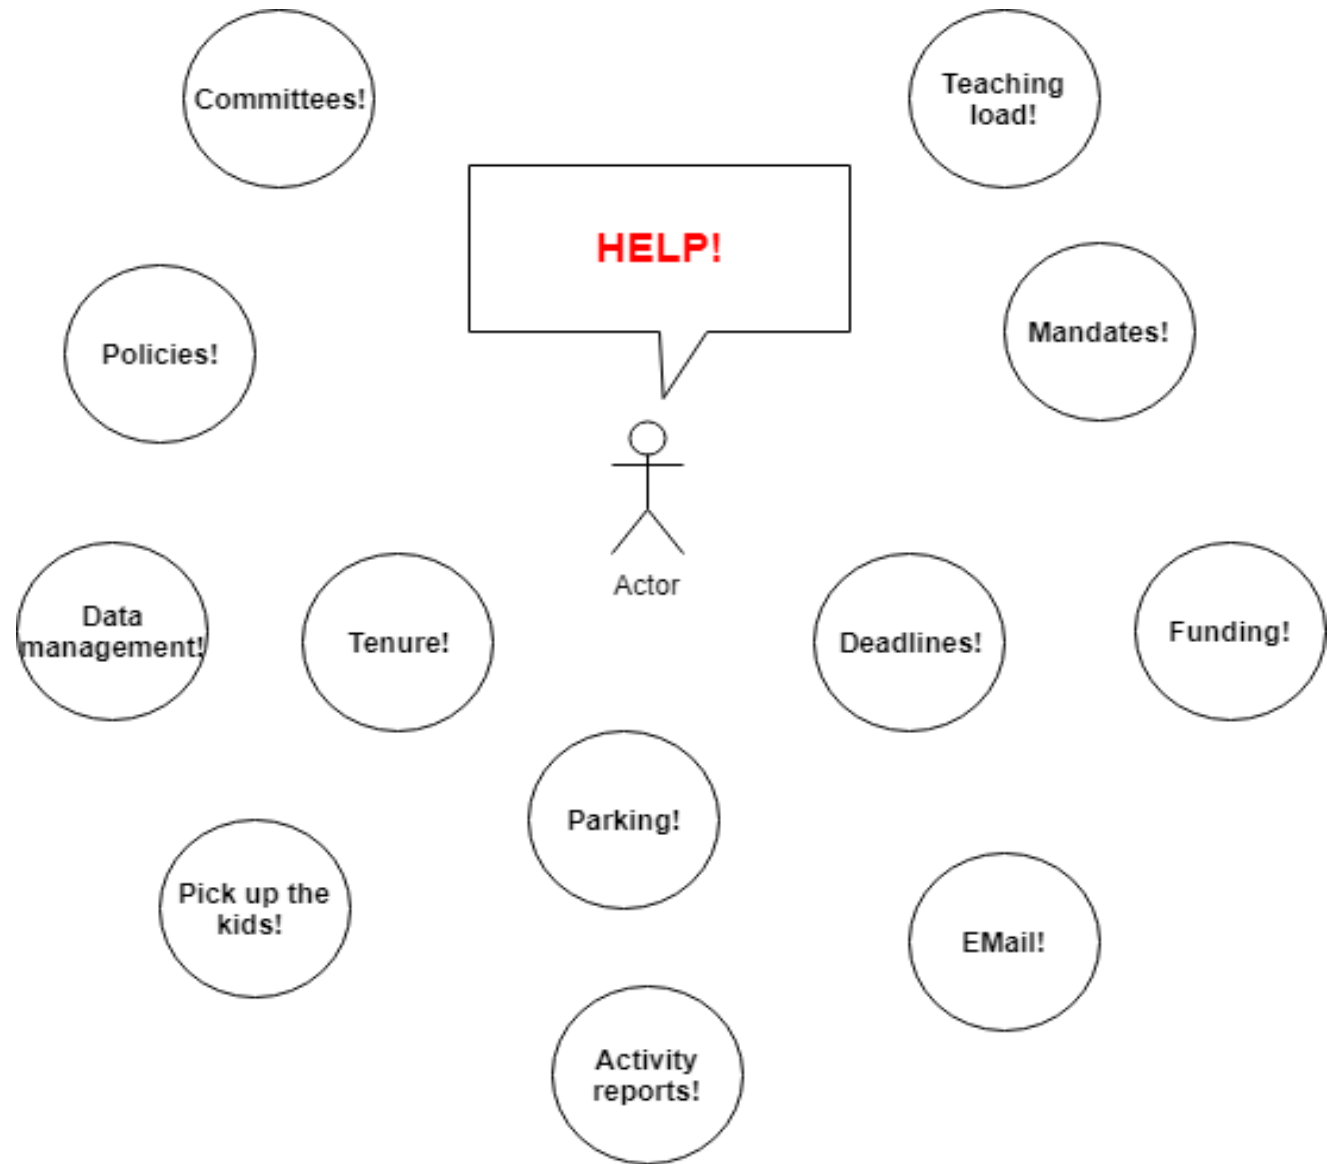 Committees!
Teaching
load!
HELP!
Policies!
Mandates!
Actor
Data
management!
Tenure!
Deadlines!
Funding!
Parking!
Pick up the
kids!
EMail!
Activity
reports!